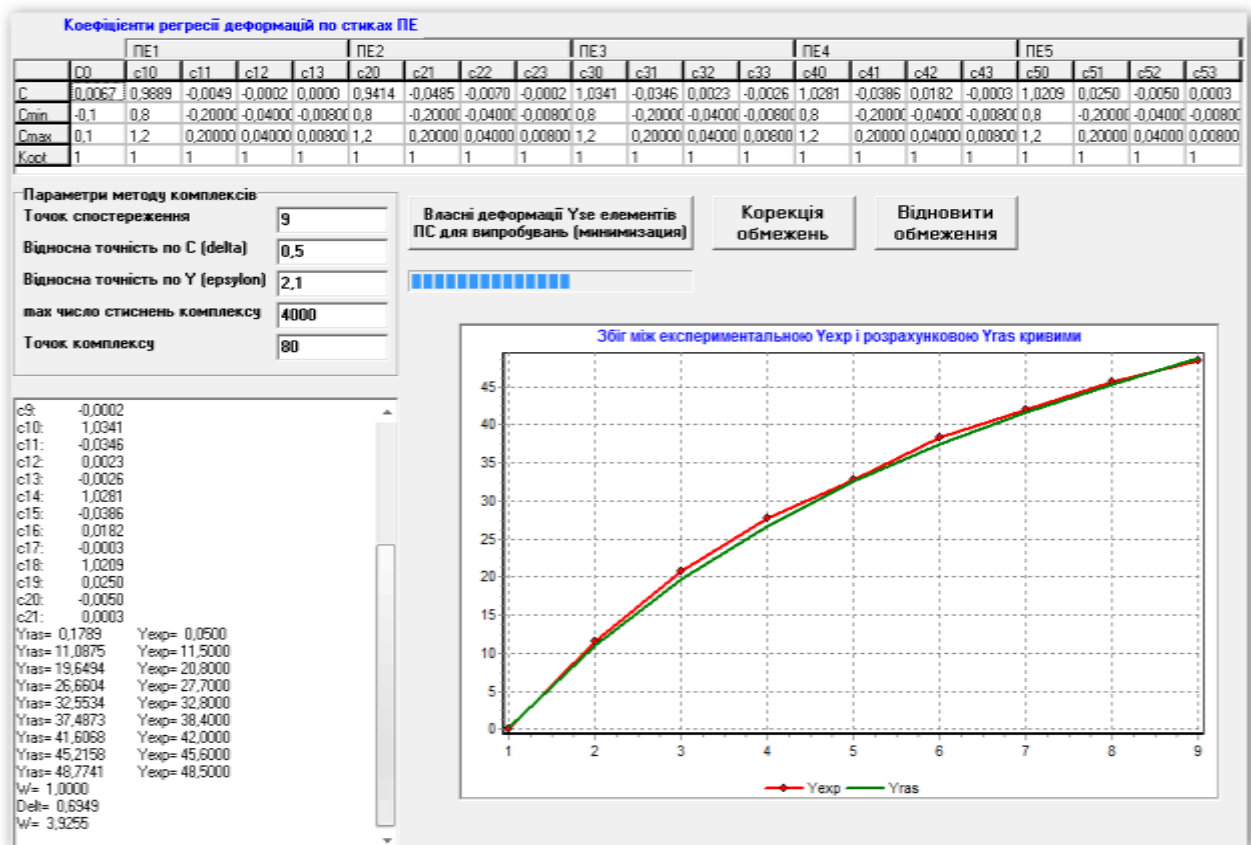 Коефіцієнти регресії деформацій по стиках ПЕ
ПЕ1 ПЕ2 ПЕ3 ПЕ4 ПЕ5
C0 c10 c11 c12 c13 c20 c21 c22 c23 c30 c31 c32 c33 c40 c41 c42 c43 c50 c51 c52 c53
C 0,0067 0,9889 -0,0049 -0,0002 0,0000 0,9414 -0,0485 -0,0070 -0,0002 1,0341 -0,0346 0,0023 -0,0026 1,0281 -0,0386 0,0182 -0,0003 1,0209 0,0250 -0,0050 0,0003
Cmin -0,1 0,8 -0,2000 -0,0400 -0,0080 0,8 -0,2000 -0,0400 -0,0080 0,8 -0,2000 -0,0400 -0,0080 0,8 -0,2000 -0,0400 -0,0080 0,8 -0,2000 -0,0400 -0,0080
Cmax 0,1 1,2 0,20000 0,04000 0,00800 1,2 0,20000 0,04000 0,00800 1,2 0,20000 0,04000 0,00800 1,2 0,20000 0,04000 0,00800 1,2 0,20000 0,04000 0,00800
Kopt 1 1 1 1 1 1 1 1 1 1 1 1 1 1 1 1 1 1 1 1 1
Параметри методу комплексів
Точок спостереження 9
Відносна точність по C (delta) 0,5
Відносна точність по Y (epsylon) 2,1
max число стиснень комплексу 4000
Точок комплексу 80
Власні деформації Yse елементів
ПС для випробувань (минимизация)
Корекція
обмежень
Відновити
обмеження
c9: -0,0002
c10: 1,0341
c11: -0,0346
c12: 0,0023
c13: -0,0026
c14: 1,0281
c15: -0,0386
c16: 0,0182
c17: -0,0003
c18: 1,0209
c19: 0,0250
c20: -0,0050
c21: 0,0003
Yras= 0,1789 Yexp= 0,0500
Yras= 11,0875 Yexp= 11,5000
Yras= 19,6494 Yexp= 20,8000
Yras= 26,6604 Yexp= 27,7000
Yras= 32,5534 Yexp= 32,8000
Yras= 37,4873 Yexp= 38,4000
Yras= 41,6068 Yexp= 42,0000
Yras= 45,2158 Yexp= 45,6000
Yras= 48,7741 Yexp= 48,5000
W= 1,0000
Delt= 0,6949
W= 3,9255
Збіг між експериментальною Yexp і розрахунковою Yras кривими
45
40
35
30
25
20
15
10
5
0
1 2 3 4 5 6 7 8 9
Yexp Yras